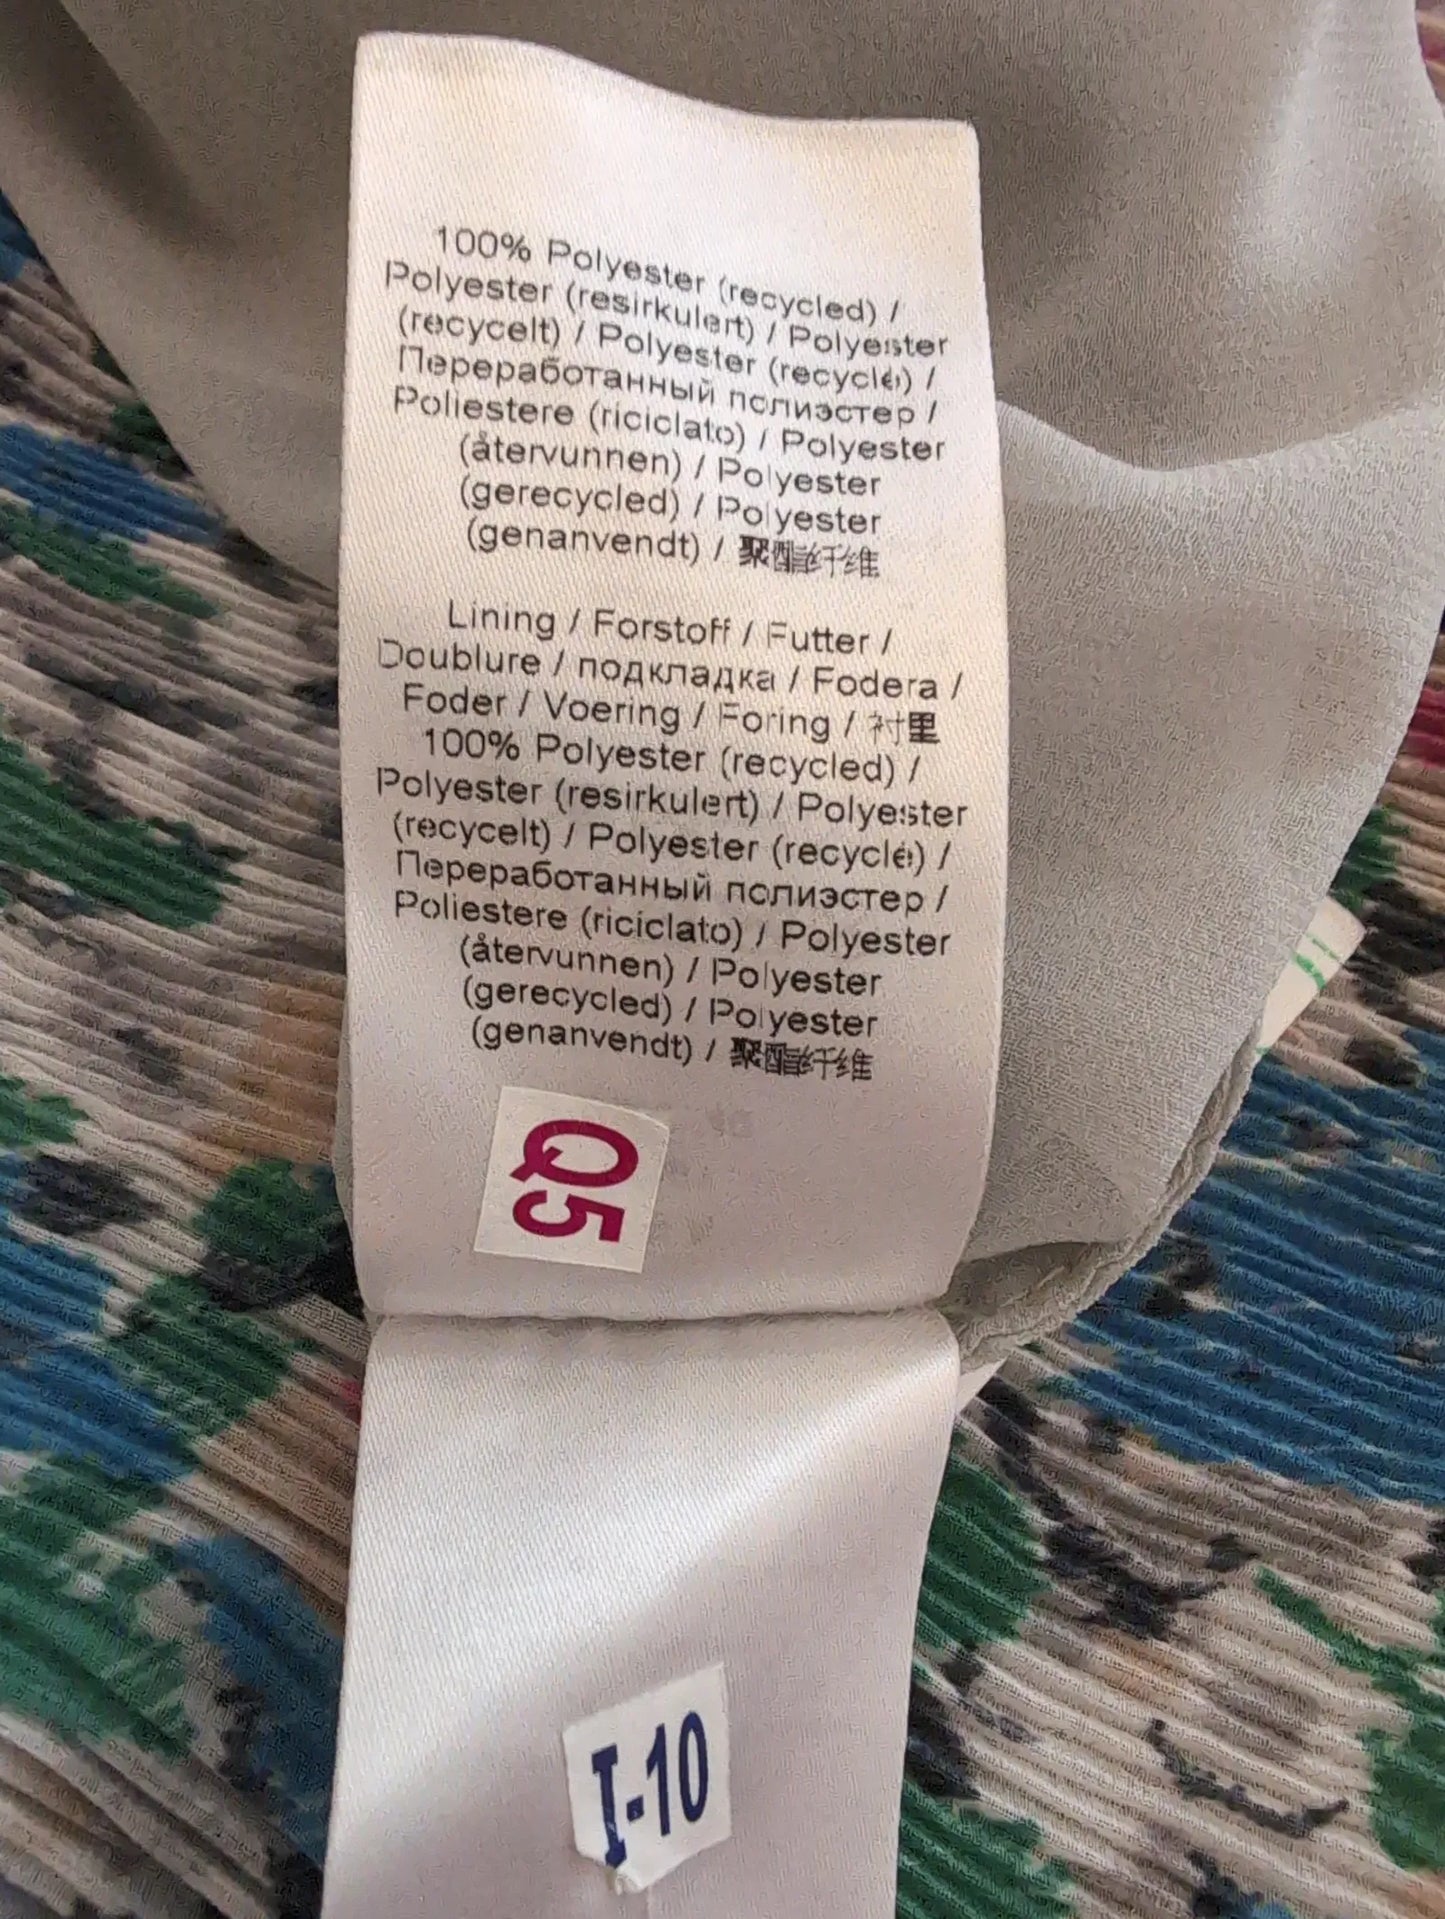 100% Polyester (recycled) /
Polyester (resirkulert) / Polyester
(recycelt) / Polyester (recyclé) /
Переработанный полиэстер /
Poliestere (riciclato) / Polyester
(återvunnen) / Polyester
(gerecycled) / Polyester
(genanvendt) / 聚酯纤维
Lining / Forstoff / Futter /
Doublure / подкладка / Fodera /
Foder / Voering / Foring / 衬里
100% Polyester (recycled) /
Polyester (resirkulert) / Polyester
(recycelt) / Polyester (recyclé) /
Переработанный полиэстер /
Poliestere (riciclato) / Polyester
(återvunnen) / Polyester
(gerecycled) / Polyester
(genanvendt) / 聚酯纤维
Q5
I-10